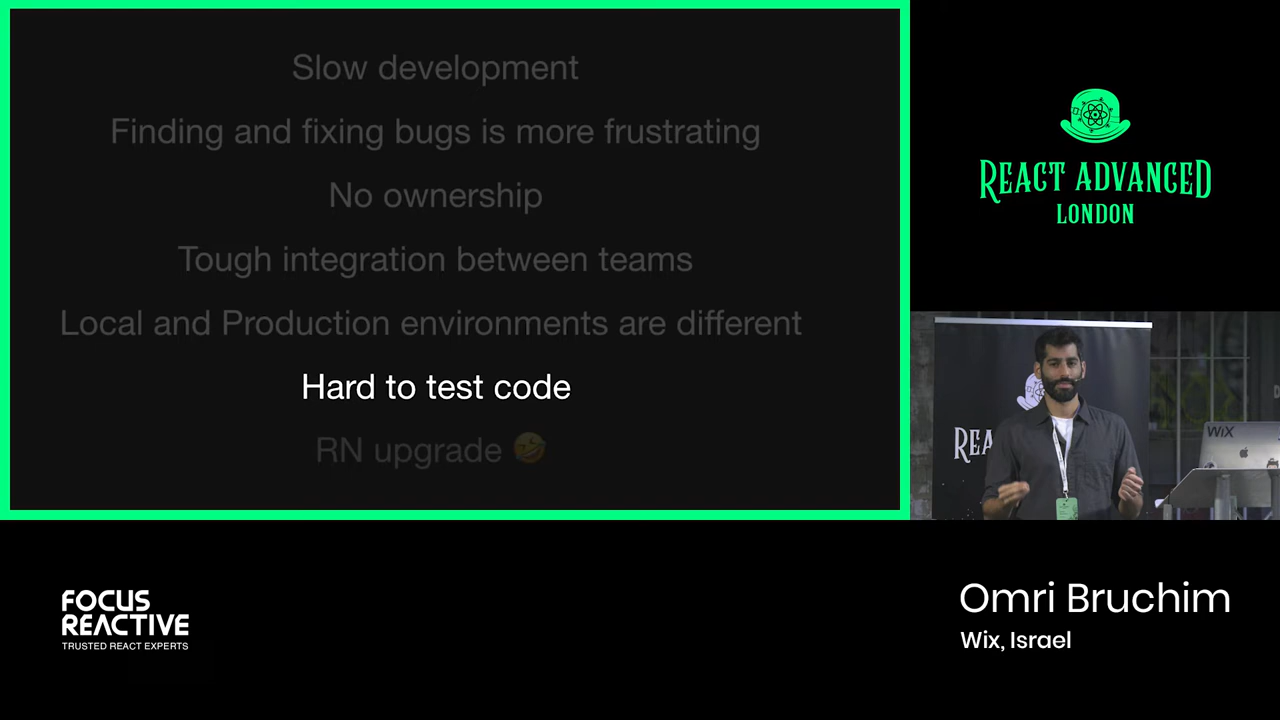 Slow development
Finding and fixing bugs is more frustrating
No ownership
Tough integration between teams
Local and Production environments are different
Hard to test code
RN upgrade 🤣
REACT ADVANCED
LONDON
REA
WiX
FOCUS
REACTIVE
TRUSTED REACT EXPERTS
Omri Bruchim
Wix, Israel